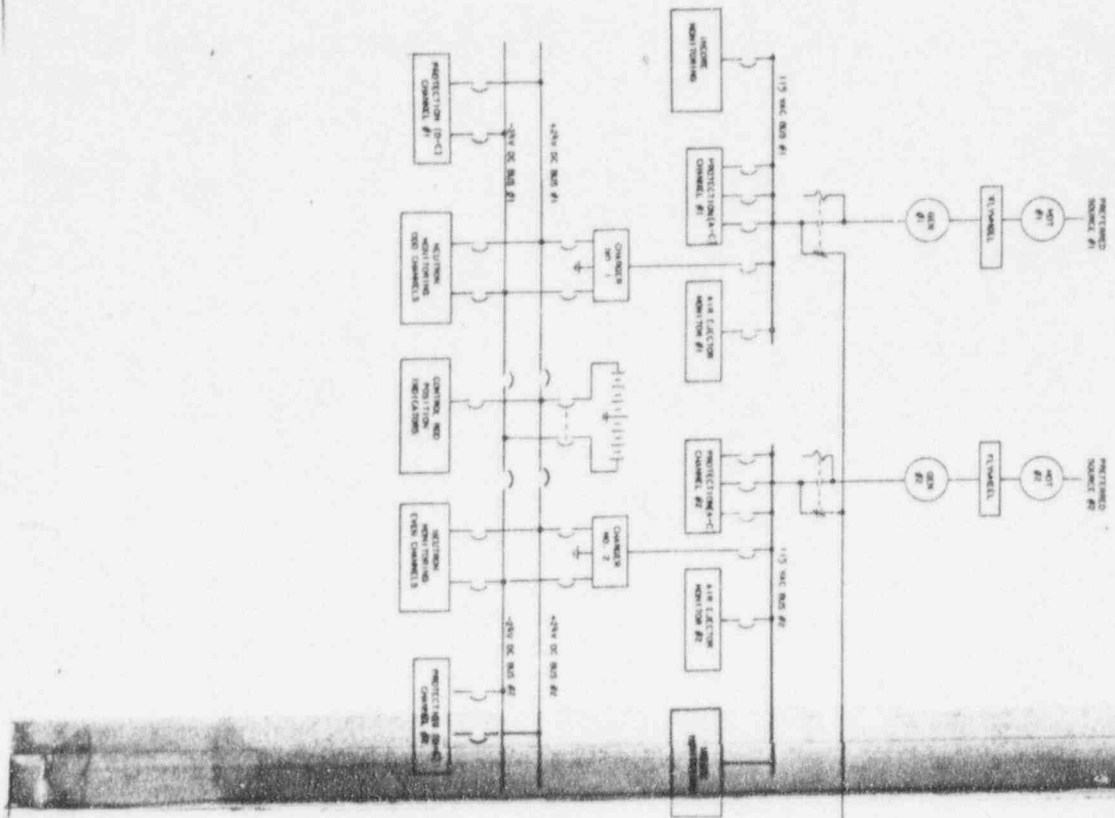 PREFERRED
SOURCE #1
MOT
#1
FLYWHEEL
GEN
#1
PREFERRED
SOURCE #2
MOT
#2
FLYWHEEL
GEN
#2
115 VAC BUS #1
115 VAC BUS #2
INCORE
MONITORING
PROTECTION(A-C)
CHANNEL #1
AIR EJECTOR
MONITOR #1
PROTECTION(A-C)
CHANNEL #2
AIR EJECTOR
MONITOR #2
CHARGER
CHARGER
NO. 2
+24V DC BUS #1
-24V DC BUS #1
+24V DC BUS #2
-24V DC BUS #2
PROTECTION (D-C)
CHANNEL #1
NEUTRON
MONITORING
ODD CHANNELS
CONTROL ROD
POSITION
INDICATORS
NEUTRON
MONITORING
EVEN CHANNELS
PROTECTION
CHANNEL #2